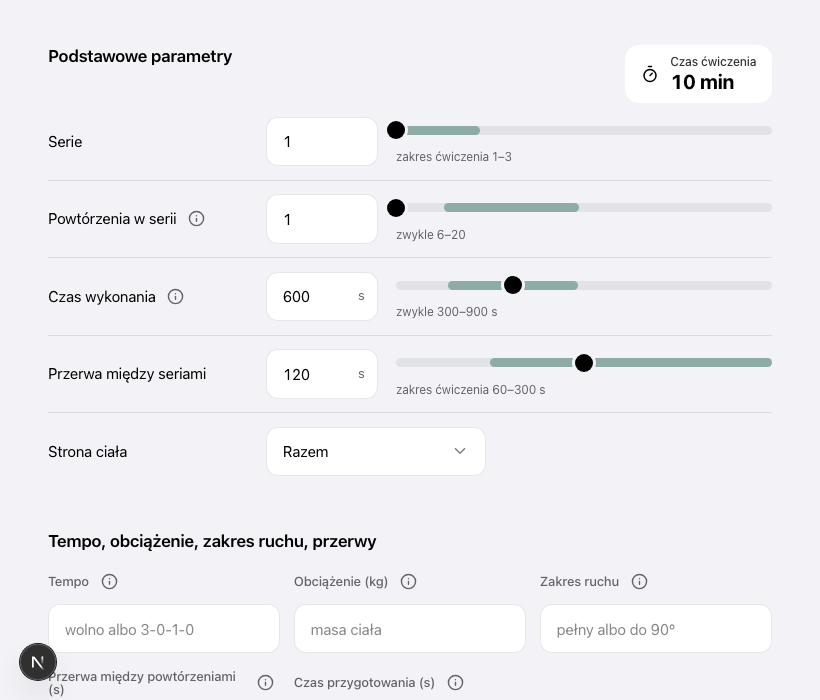 Podstawowe parametry
Czas ćwiczenia
10 min
Serie
1
zakres ćwiczenia 1–3
Powtórzenia w serii
1
zwykle 6–20
Czas wykonania
600 s
zwykle 300–900 s
Przerwa między seriami
120 s
zakres ćwiczenia 60–300 s
Strona ciała
Razem
Tempo, obciążenie, zakres ruchu, przerwy
Tempo
Obciążenie (kg)
Zakres ruchu
wolno albo 3-0-1-0
masa ciała
pełny albo do 90°
N
Przerwa między powtórzeniami
(s)
Czas przygotowania (s)